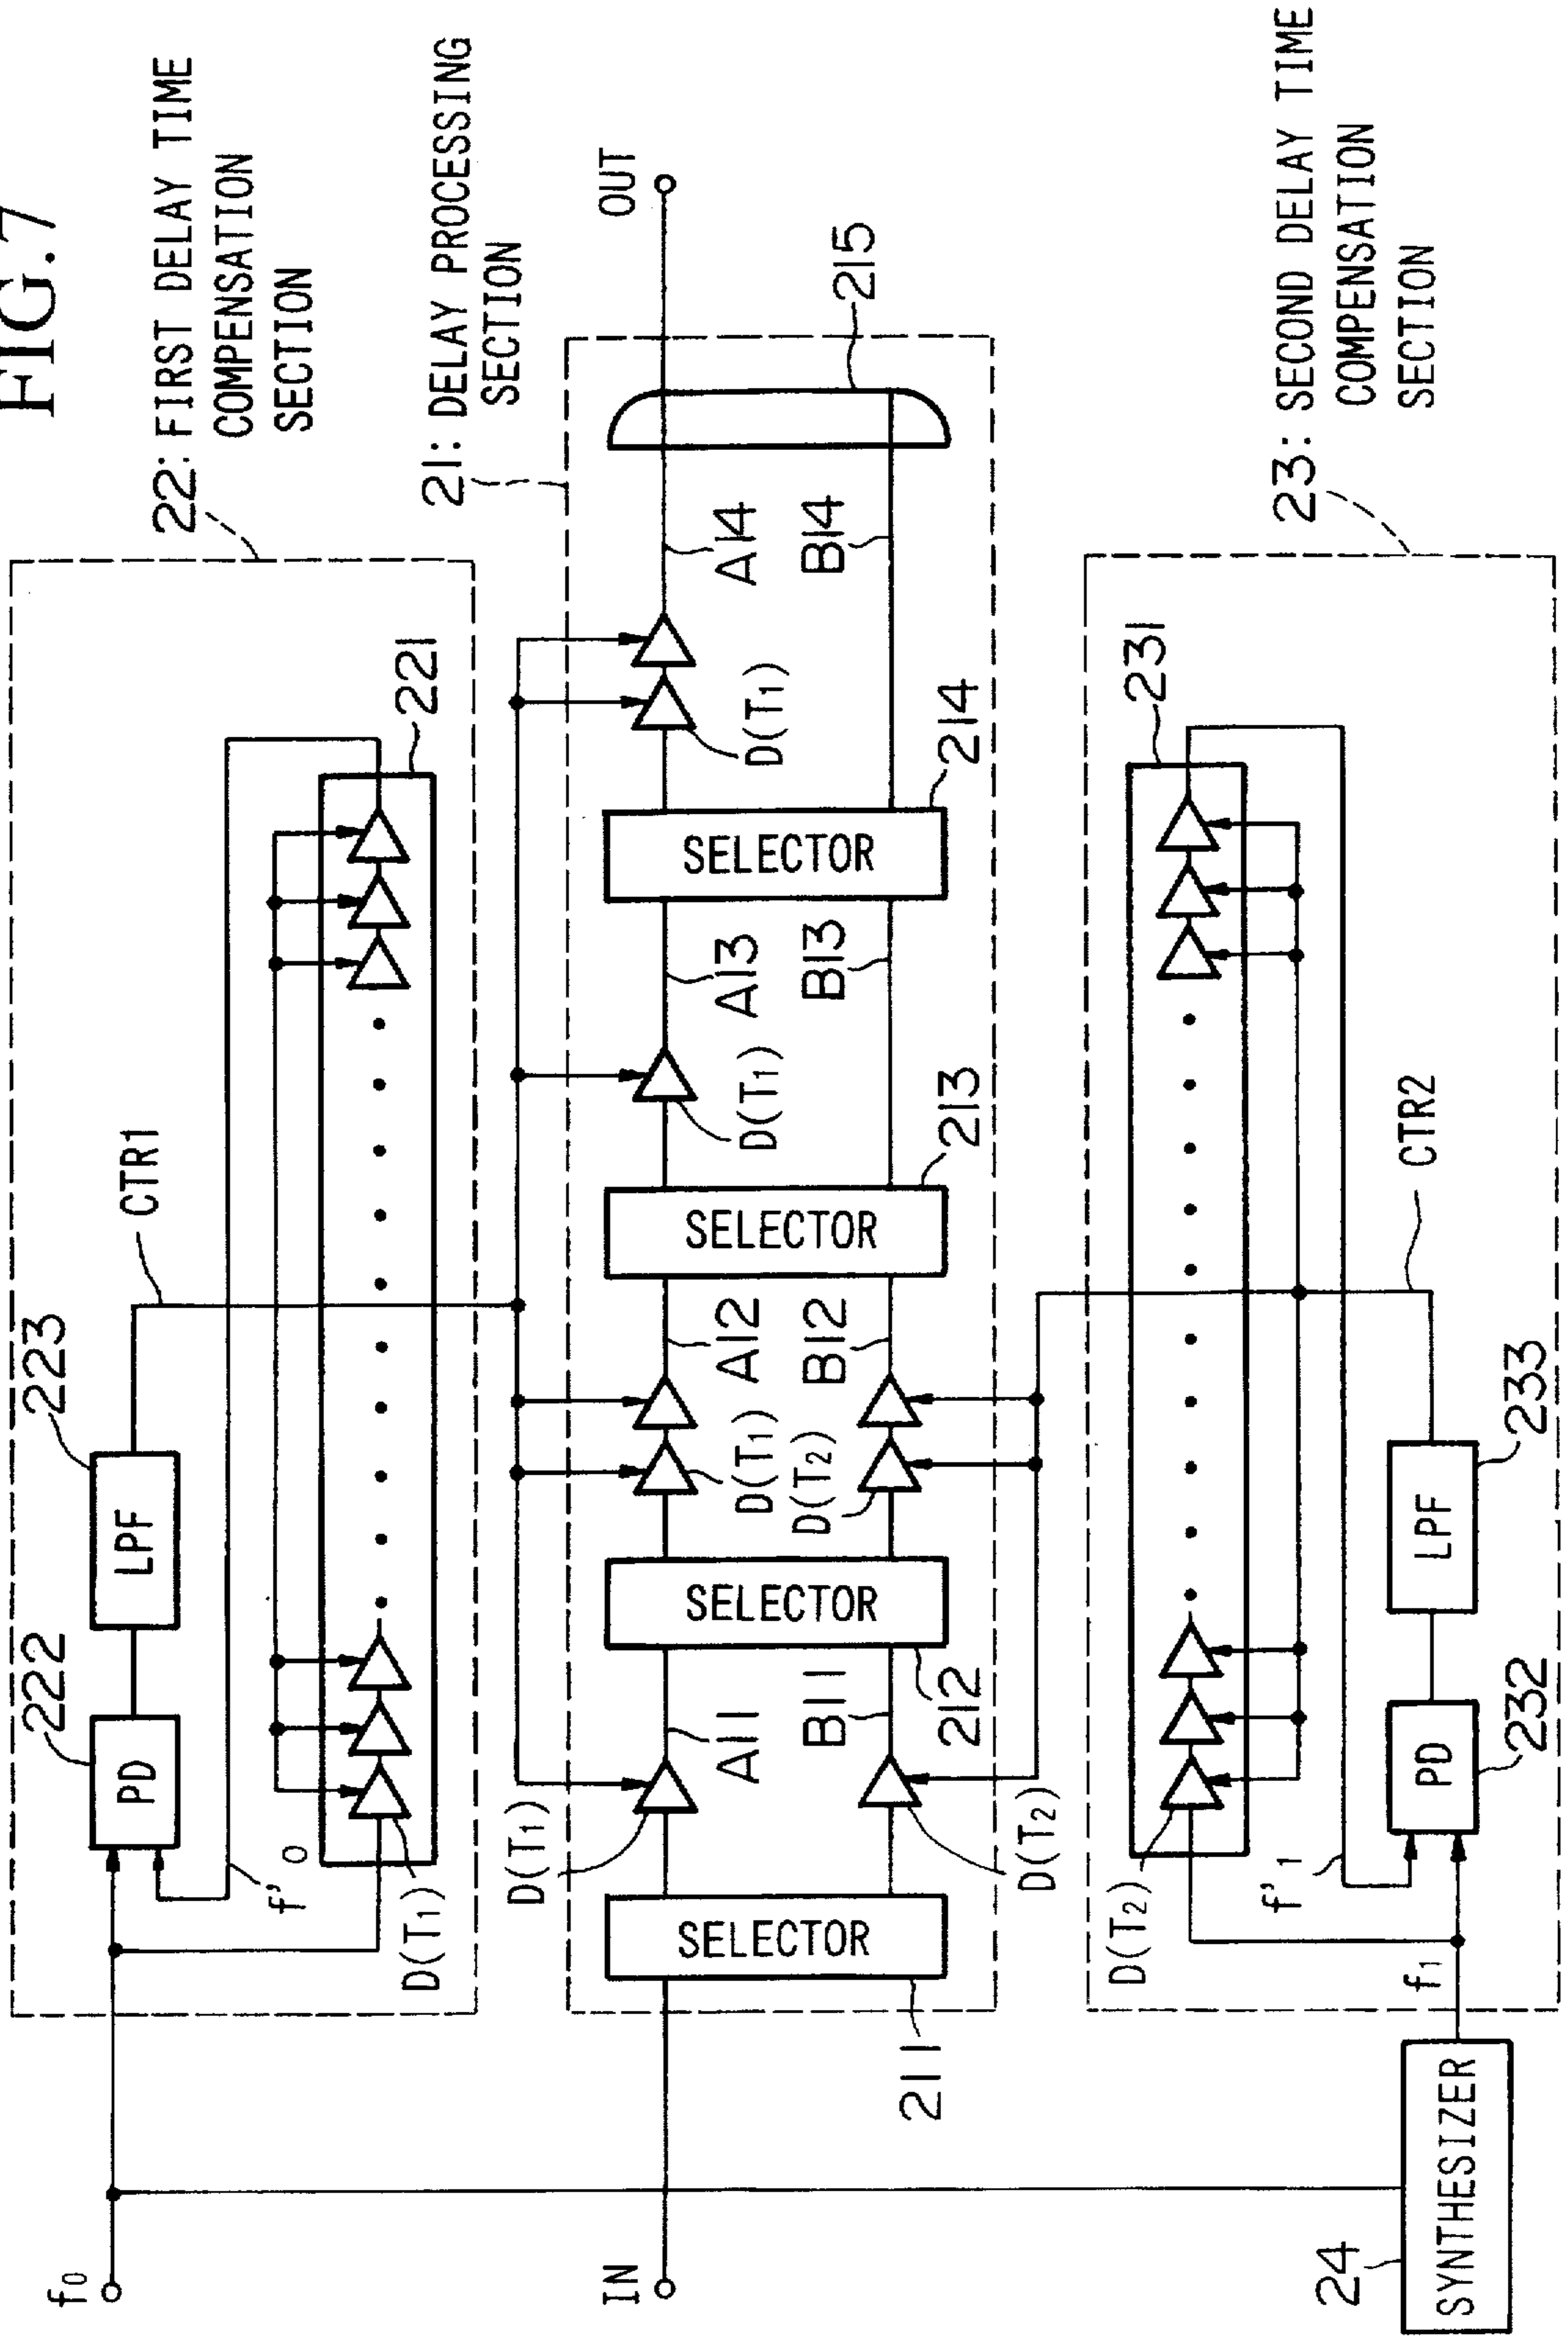 FIG.7
22: FIRST DELAY TIME
COMPENSATION
SECTION
222
PD
223
LPF
CTR1
f0
f'0
D(T1)
221
21: DELAY PROCESSING
SECTION
IN
OUT
211
SELECTOR
D(T1)
A11
B11
D(T2)
212
SELECTOR
D(T1)
D(T2)
A12
B12
213
SELECTOR
D(T1)
A13
B13
214
SELECTOR
D(T1)
A14
B14
215
23: SECOND DELAY TIME
COMPENSATION
SECTION
231
D(T2)
f'1
f1
232
PD
233
LPF
CTR2
24
SYNTHESIZER